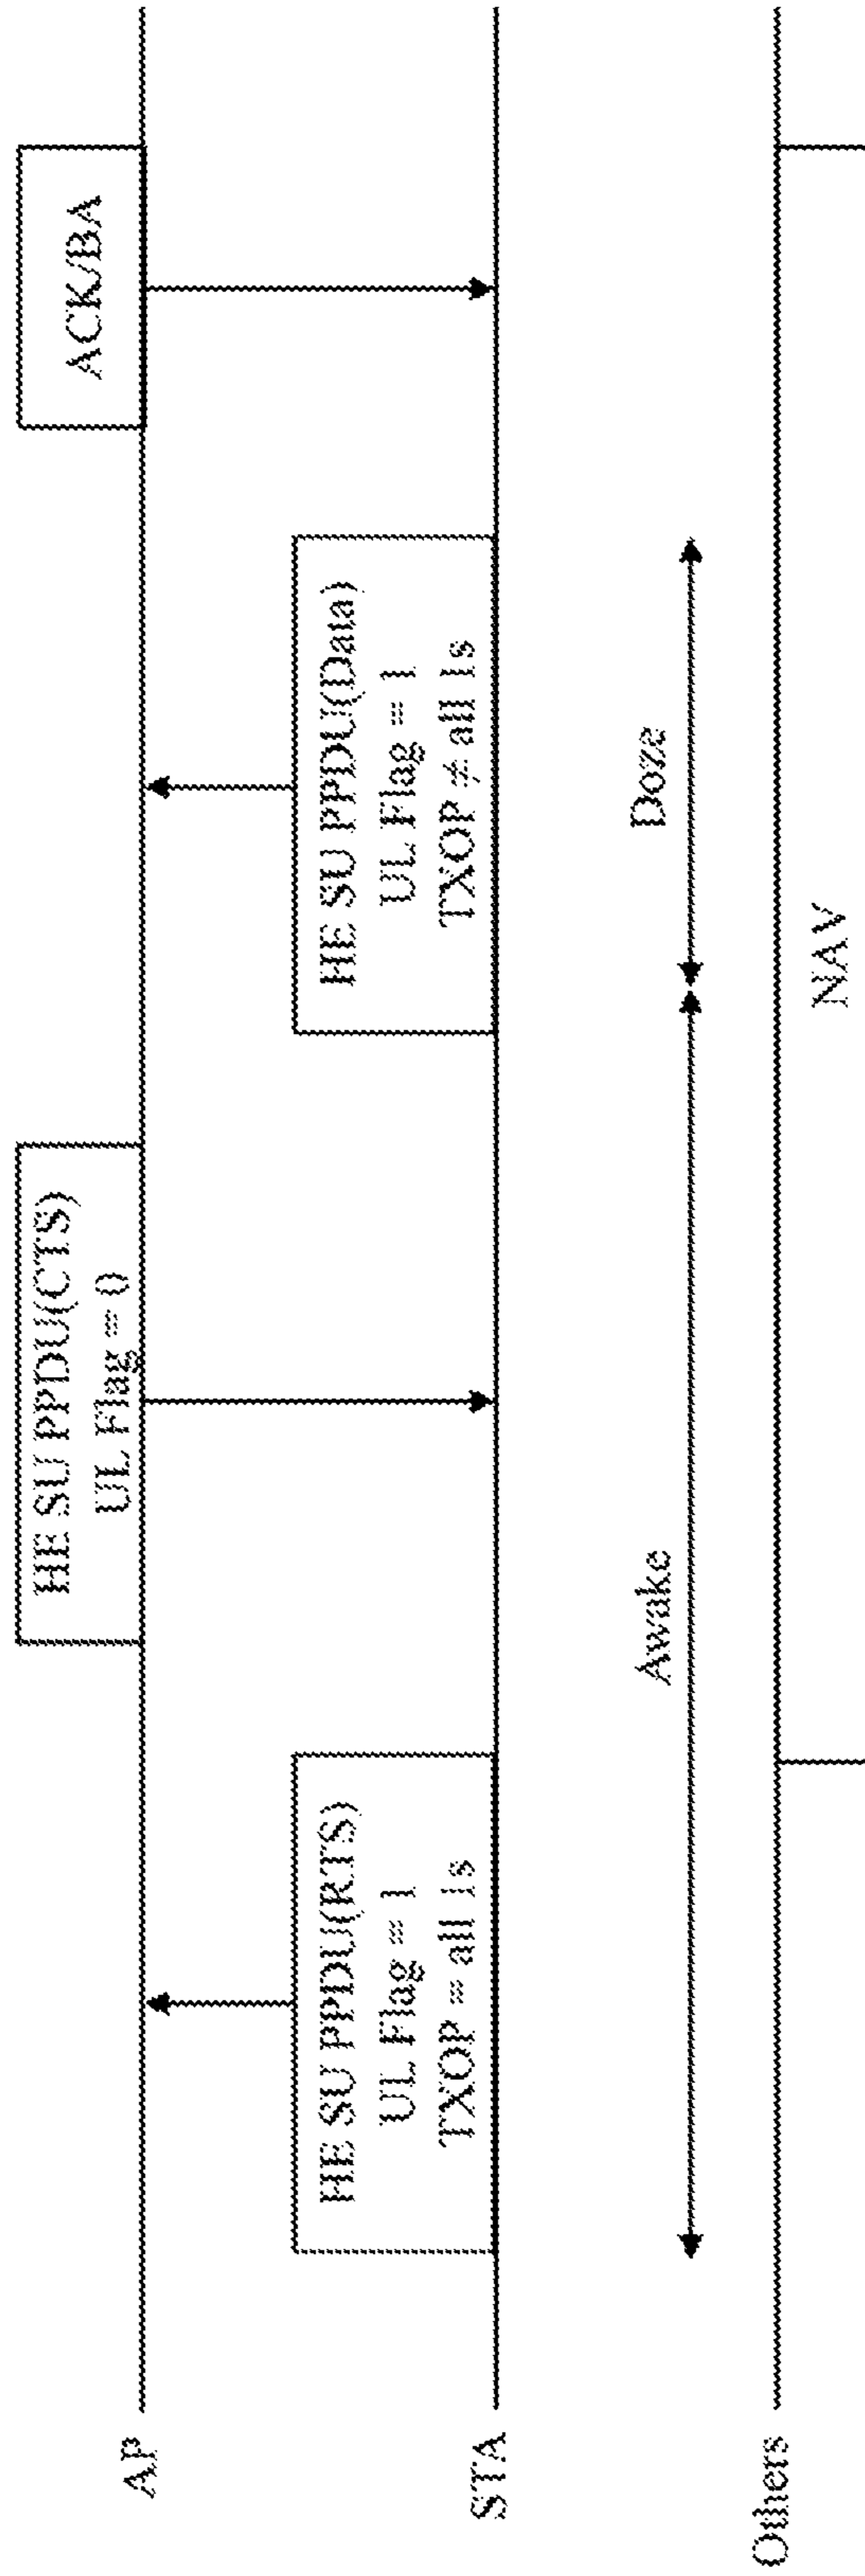 AP
HE SU PPDU(CTS)
UL Flag = 0
ACK/BA
STA
HE SU PPDU(RTS)
UL Flag = 1
TXOP = all 1s
HE SU PPDU(Data)
UL Flag = 1
TXOP ≠ all 1s
Awake
Doze
Others
NAV